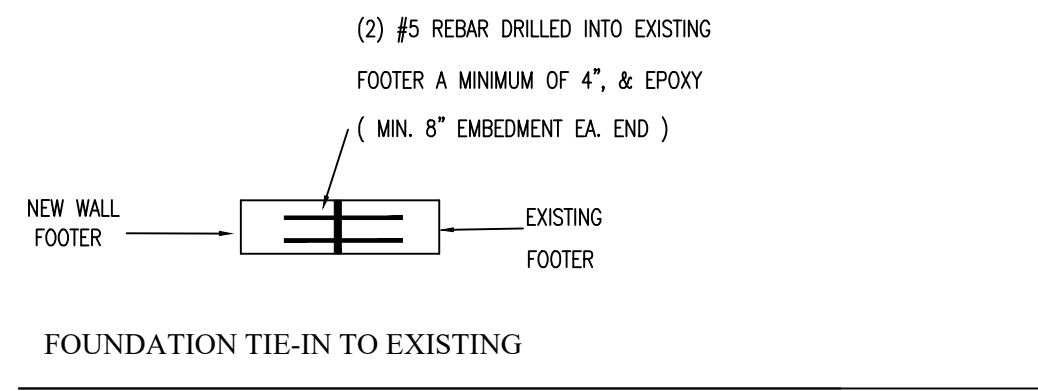 (2) #5 REBAR DRILLED INTO EXISTING
FOOTER A MINIMUM OF 4”, & EPOXY
( MIN. 8” EMBEDMENT EA. END )
NEW WALL
FOOTER
EXISTING
FOOTER
FOUNDATION TIE-IN TO EXISTING